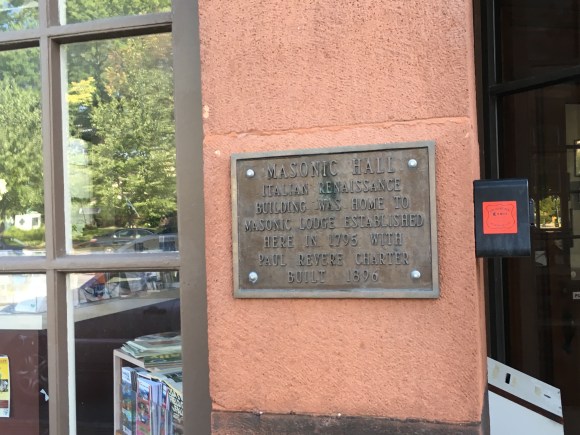 MASONIC HALL
ITALIAN RENAISSANCE
BUILDING WAS HOME TO
MASONIC LODGE ESTABLISHED
HERE IN 1795 WITH
PAUL REVERE CHARTER
BUILT 1896